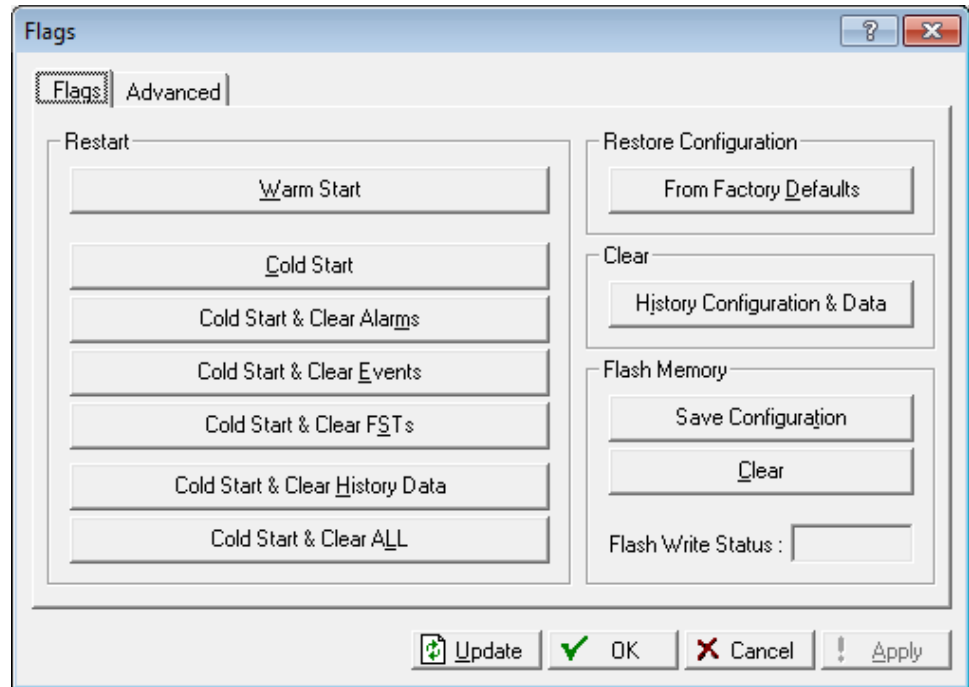 Flags
Flags Advanced
Restart
Warm Start
Cold Start
Cold Start & Clear Alarms
Cold Start & Clear Events
Cold Start & Clear FSTs
Cold Start & Clear History Data
Cold Start & Clear ALL
Restore Configuration
From Factory Defaults
Clear
History Configuration & Data
Flash Memory
Save Configuration
Clear
Flash Write Status :
Update OK Cancel Apply